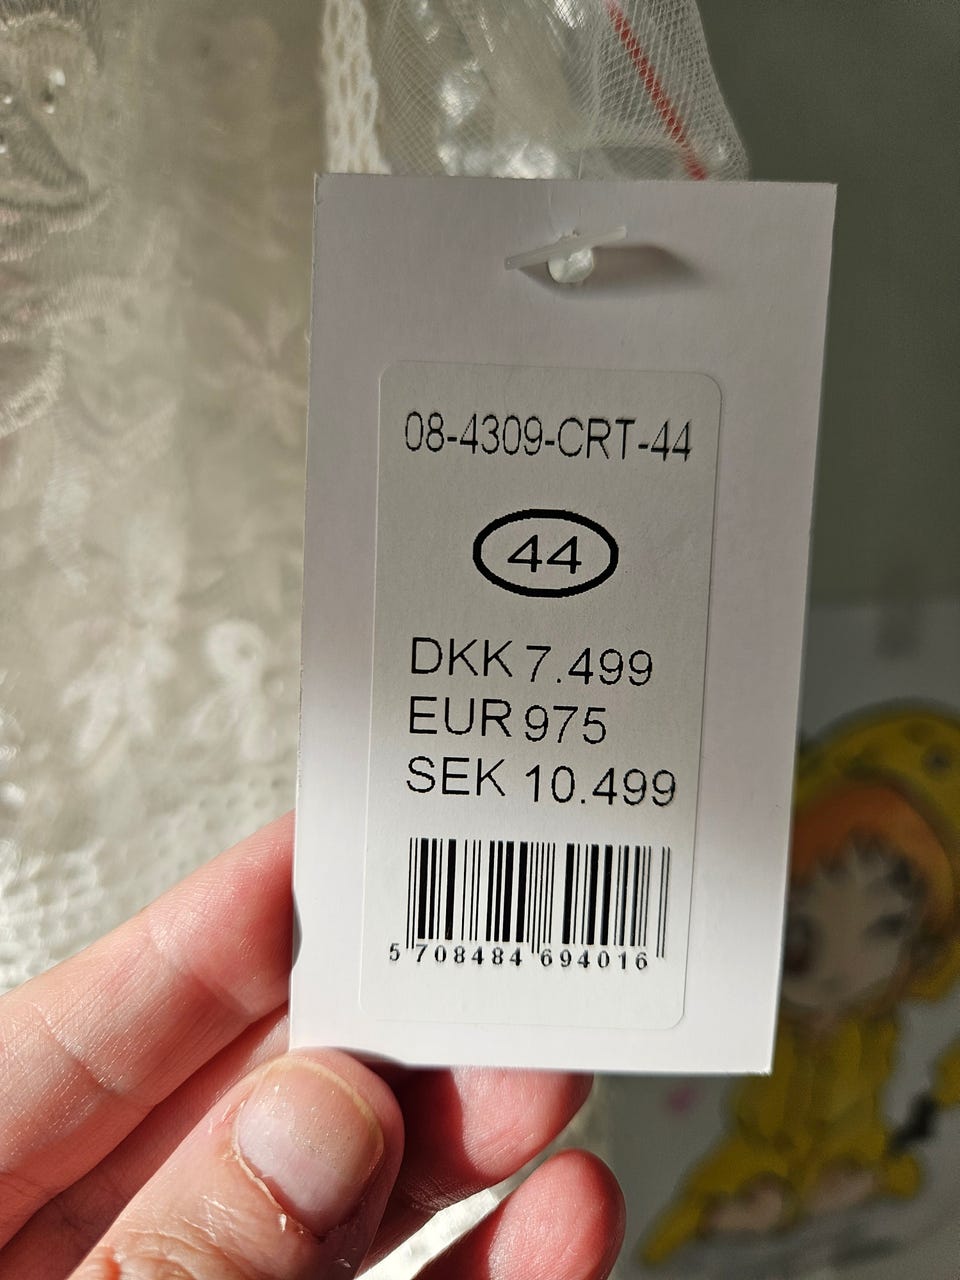 08-4309-CRT-44
44
DKK 7.499
EUR 975
SEK 10.499
5 708484 694016